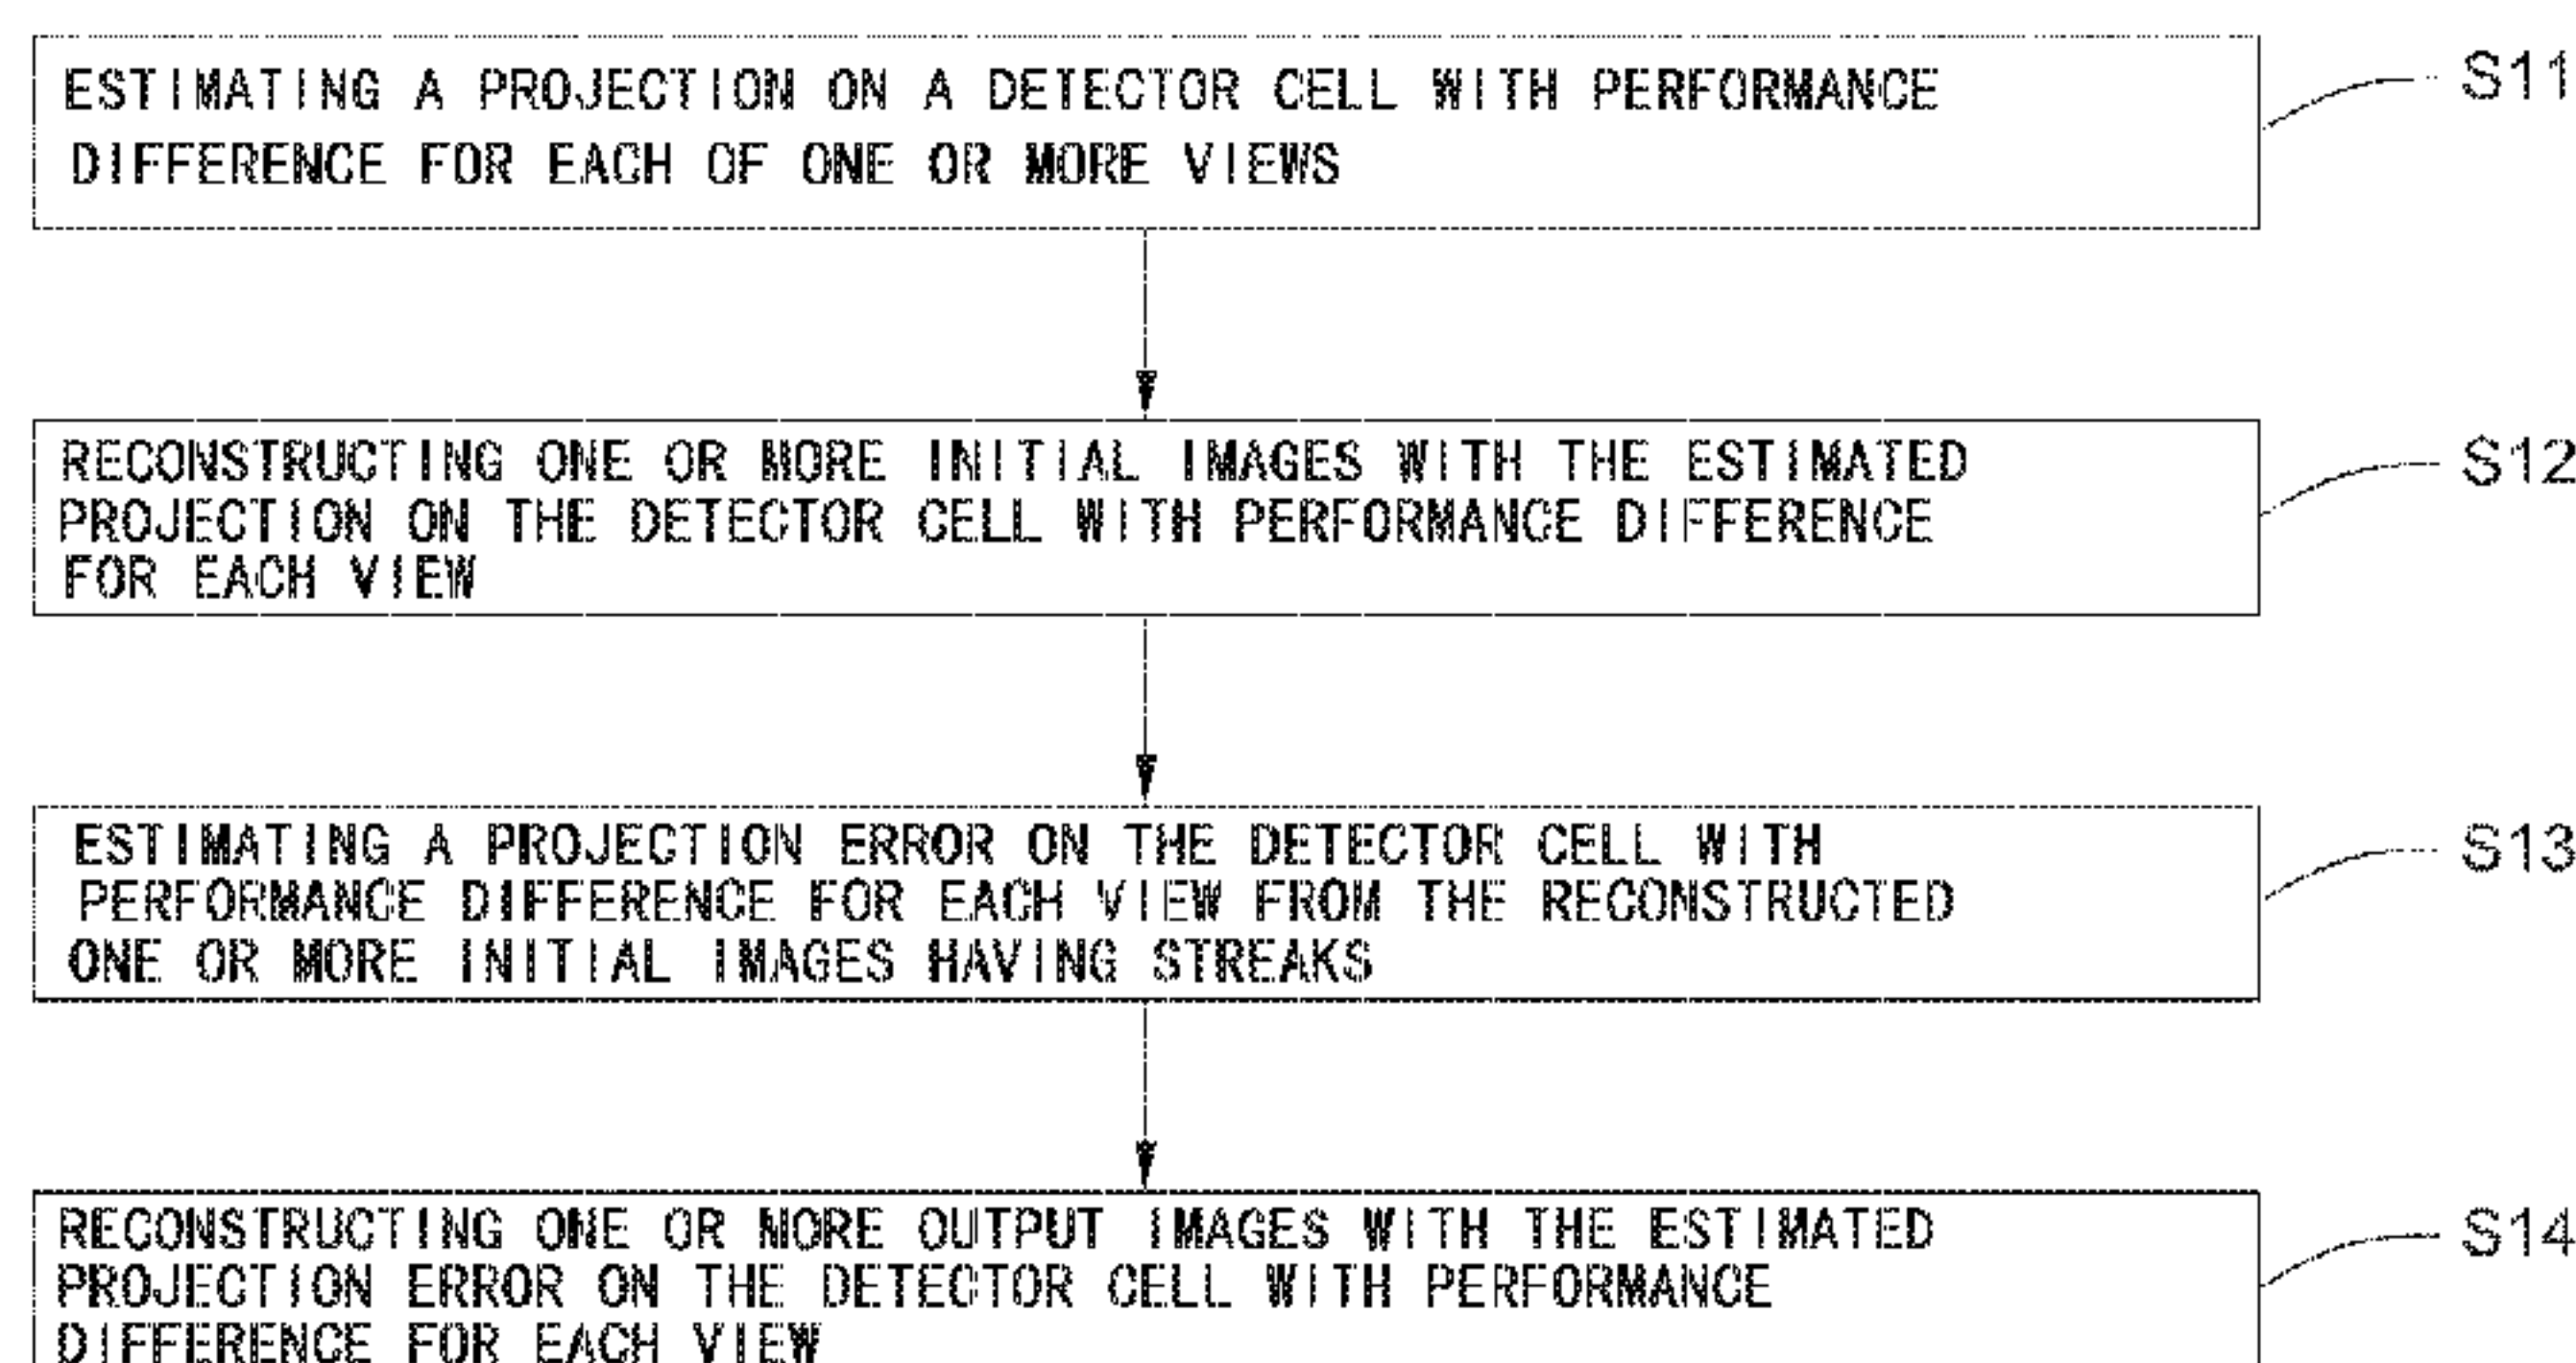 ESTIMATING A PROJECTION ON A DETECTOR CELL WITH PERFORMANCE
DIFFERENCE FOR EACH OF ONE OR MORE VIEWS
S11
RECONSTRUCTING ONE OR MORE INITIAL IMAGES WITH THE ESTIMATED
PROJECTION ON THE DETECTOR CELL WITH PERFORMANCE DIFFERENCE
FOR EACH VIEW
S12
ESTIMATING A PROJECTION ERROR ON THE DETECTOR CELL WITH
PERFORMANCE DIFFERENCE FOR EACH VIEW FROM THE RECONSTRUCTED
ONE OR MORE INITIAL IMAGES HAVING STREAKS
S13
RECONSTRUCTING ONE OR MORE OUTPUT IMAGES WITH THE ESTIMATED
PROJECTION ERROR ON THE DETECTOR CELL WITH PERFORMANCE
DIFFERENCE FOR EACH VIEW
S14